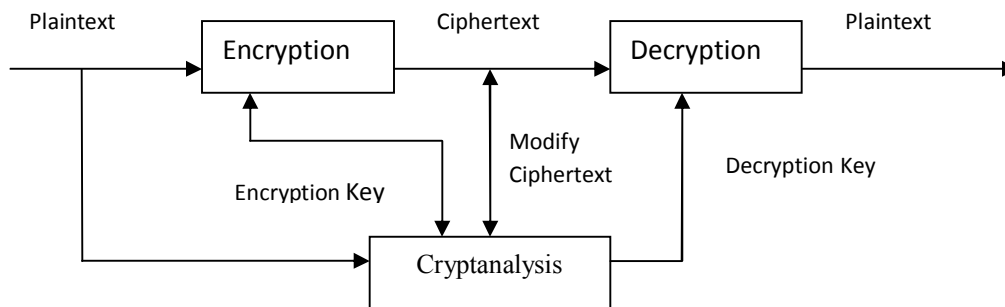 Plaintext
Ciphertext
Plaintext
Encryption
Decryption
Modify
Ciphertext
Encryption Key
Decryption Key
Cryptanalysis